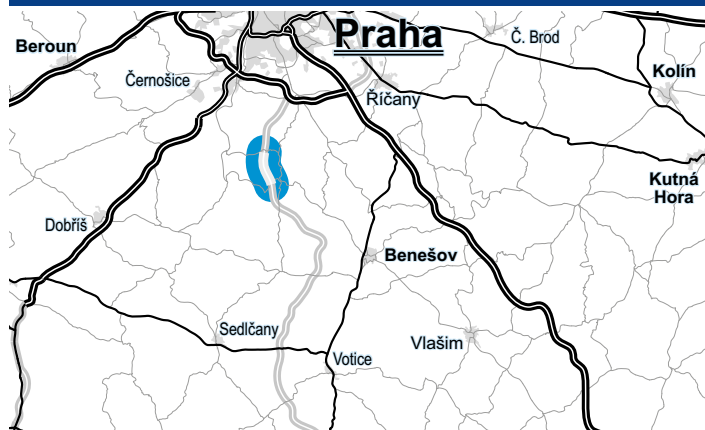 Praha
Č. Brod
Beroun
Kolín
Černošice
Říčany
Kutná
Hora
Dobříš
Benešov
Sedlčany
Vlašim
Votice